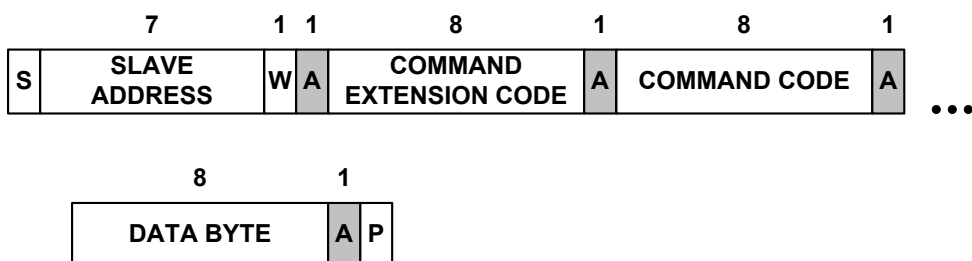 7 1 1 8 1 8 1
S SLAVE ADDRESS W A COMMAND EXTENSION CODE A COMMAND CODE A ...
8 1
DATA BYTE A P